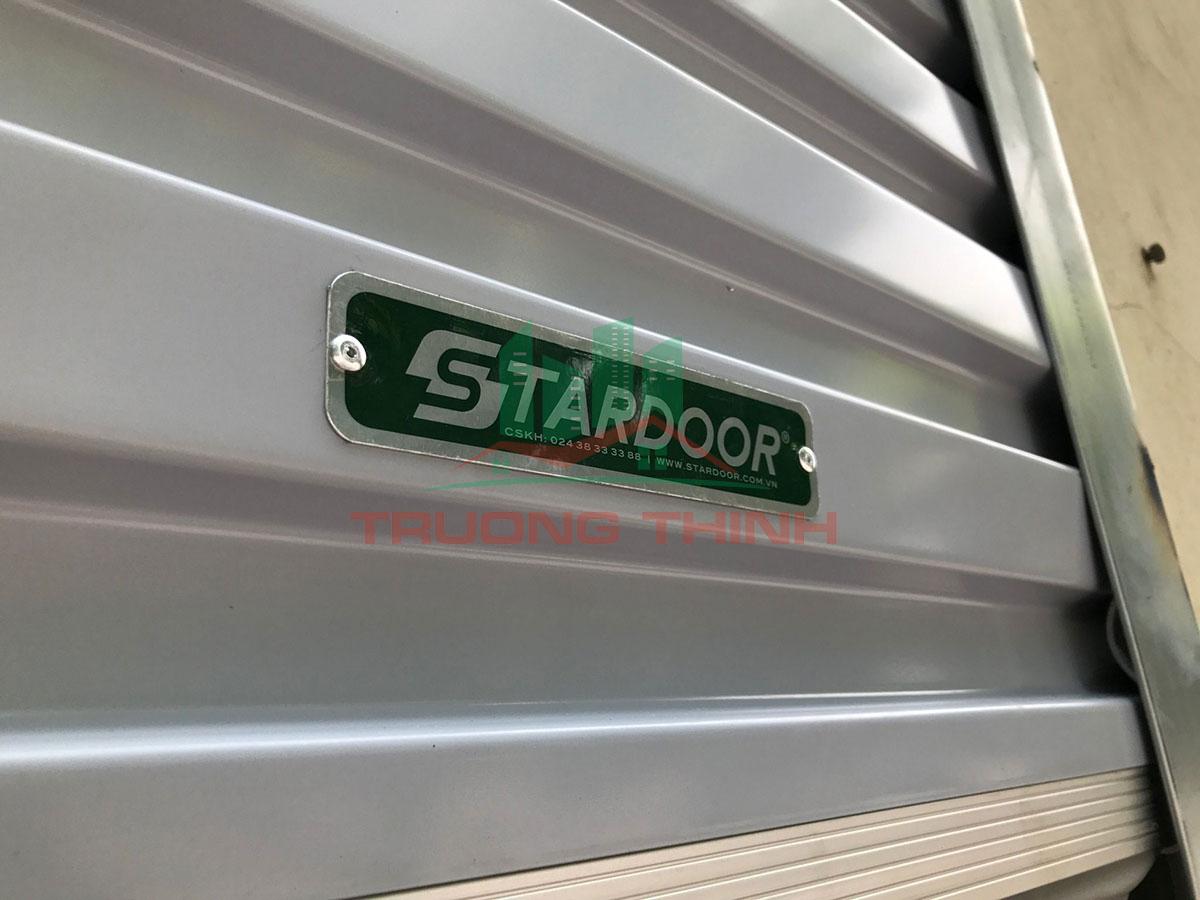 STARDOOR®
CSKH: 024 38 33 33 88 | WWW.STARDOOR.COM.VN
TRUONG THINH